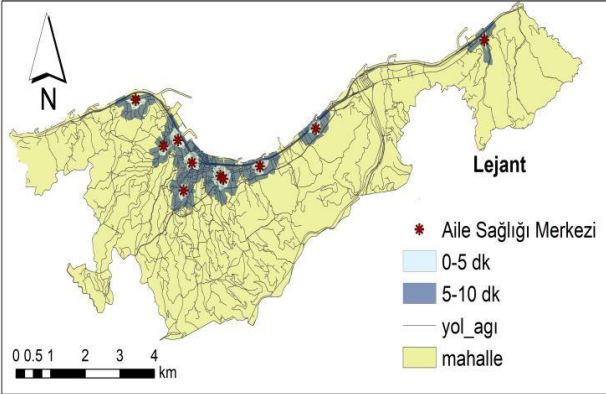 N
Lejant
Aile Sağlığı Merkezi
0-5 dk
5-10 dk
yol_agı
mahalle
0 0.5 1 2 3 4
km